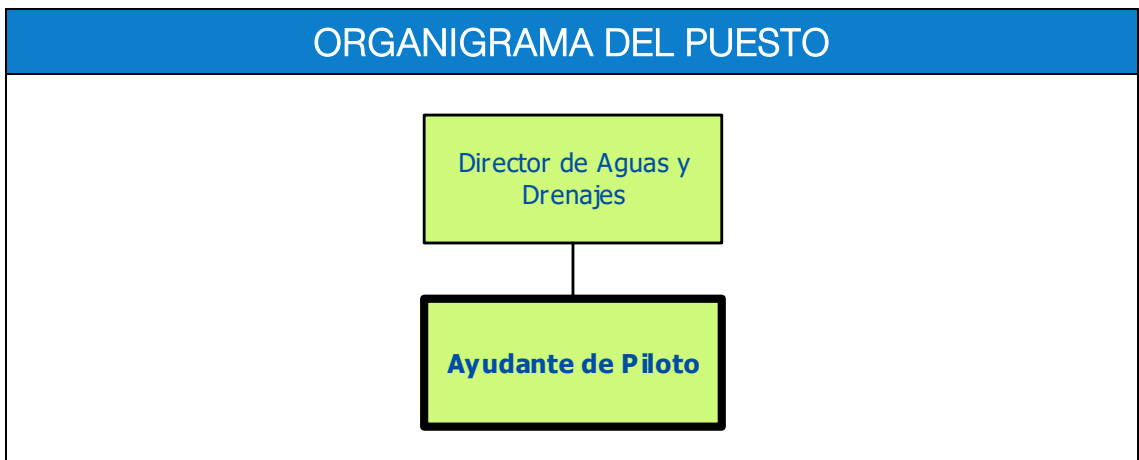 ORGANIGRAMA DEL PUESTO
Director de Aguas y
Drenajes
Ayudante de Piloto